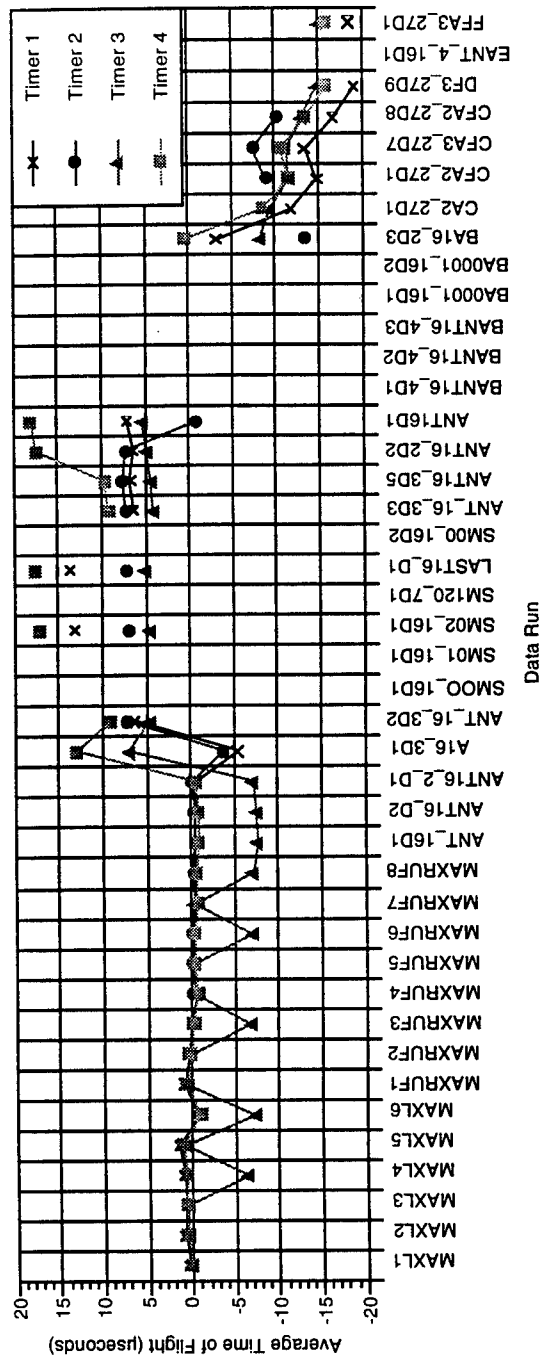 Timer 1
Timer 2
Timer 3
Timer 4
Average Time of Flight (µseconds)
20
15
10
5
0
-5
-10
-15
-20
MAXL1
MAXL2
MAXL3
MAXL4
MAXL5
MAXL6
MAXRUF1
MAXRUF2
MAXRUF3
MAXRUF4
MAXRUF5
MAXRUF6
MAXRUF7
MAXRUF8
ANT_16D1
ANT16_D2
ANT16_2_D1
A16_3D1
ANT_16_3D2
SMOO_16D1
SM01_16D1
SM02_16D1
SM120_7D1
LAST16_D1
SM00_16D2
ANT_16_3D3
ANT16_3D5
ANT16_2D2
ANT16D1
BANT16_4D1
BANT16_4D2
BANT16_4D3
BA0001_16D1
BA0001_16D2
BA16_2D3
CA2_27D1
CFA2_27D1
CFA3_27D7
CFA2_27D8
DF3_27D9
EANT_4_16D1
FFA3_27D1
Data Run